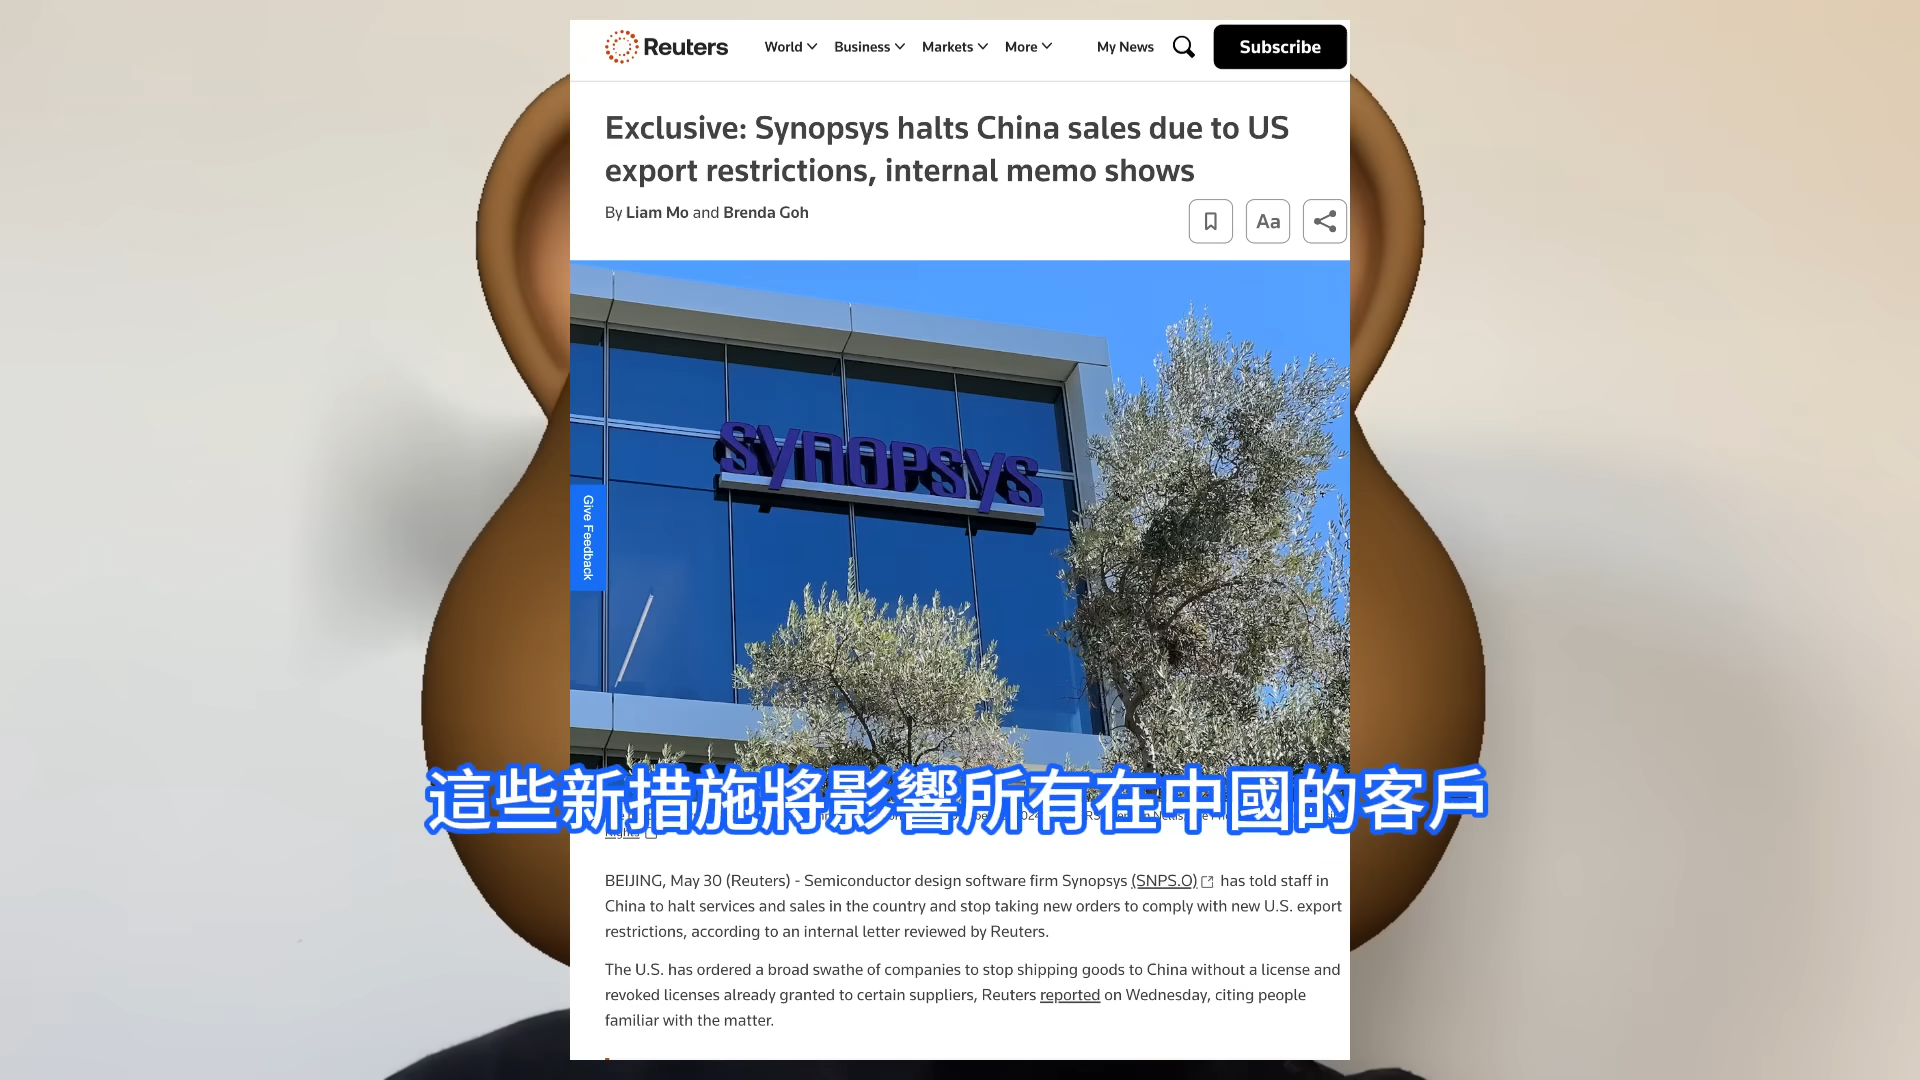 Reuters
World
Business
Markets
More
My News
Subscribe
Exclusive: Synopsys halts China sales due to US
export restrictions, internal memo shows
By Liam Mo and Brenda Goh
Aa
SYNOPSYS
Give Feedback
這些新措施將影響所有在中國的客戶
Rights
BEIJING, May 30 (Reuters) - Semiconductor design software firm Synopsys (SNPS.O) has told staff in
China to halt services and sales in the country and stop taking new orders to comply with new U.S. export
restrictions, according to an internal letter reviewed by Reuters.
The U.S. has ordered a broad swathe of companies to stop shipping goods to China without a license and
revoked licenses already granted to certain suppliers, Reuters reported on Wednesday, citing people
familiar with the matter.